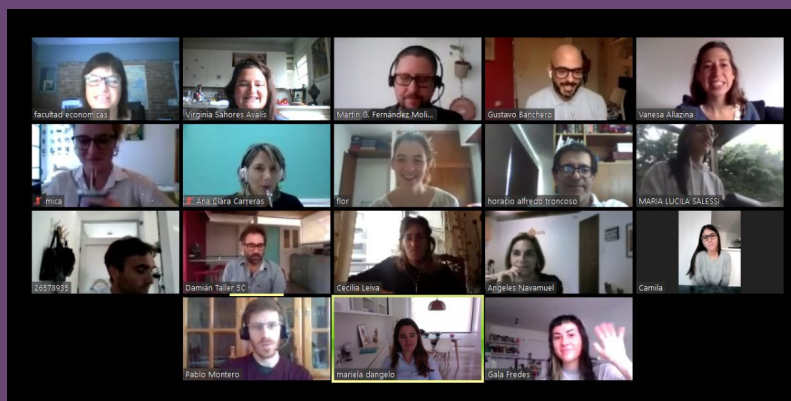 facultad economicas
Virginia Sahores Avalis
Martín G. Fernández Moli...
Gustavo Banchero
Vanesa Allazina
mica
Ana Clara Carreras
flor
horacio alfredo troncoso
MARIA LUCILA SALESSI
26578935
Damián Taller 5C
Cecilia Leiva
Angeles Navamuel
Camila
Pablo Montero
mariela dangelo
Gala Fredes